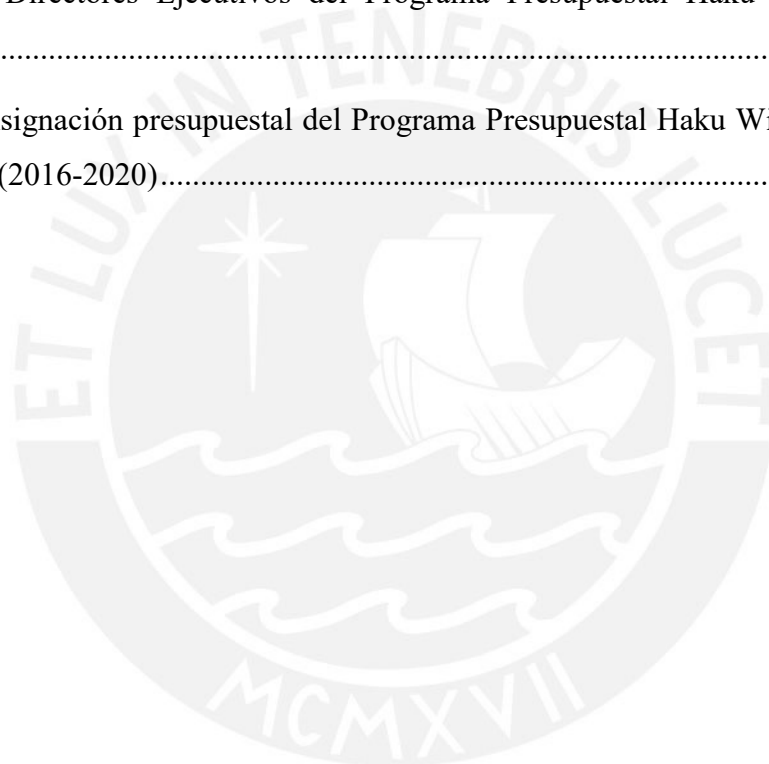 Directores Ejecutivos del Programa Presupuestal Haku
....................................................................................................
signación presupuestal del Programa Presupuestal Haku Wi
(2016-2020)................................................................................
ET LUX IN TENEBRIS LUCET
MCMXVII